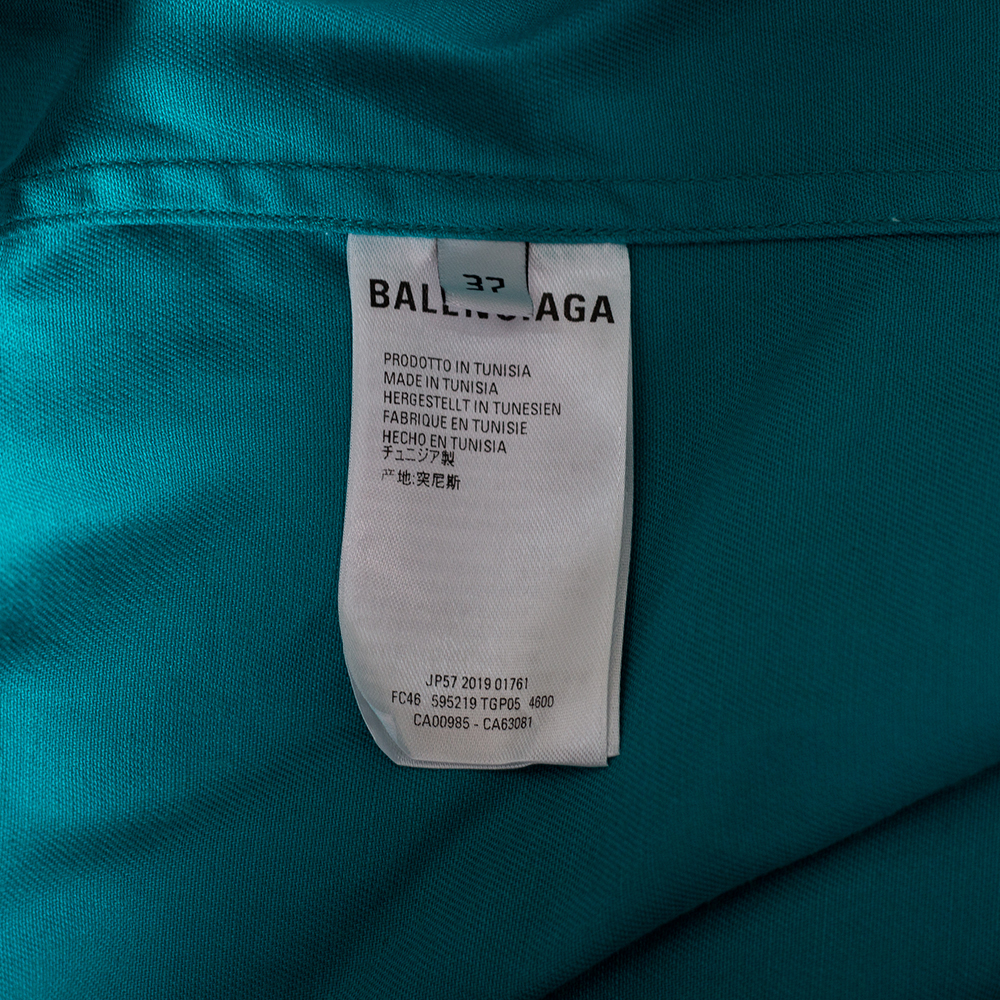 37
BALENCIAGA
PRODOTTO IN TUNISIA
MADE IN TUNISIA
HERGESTELLT IN TUNESIEN
FABRIQUE EN TUNISIE
HECHO EN TUNISIA
チュニジア製
产地:突尼斯
JP57 2019 01761
FC46 595219 TGP05 4600
CA00985 - CA63081